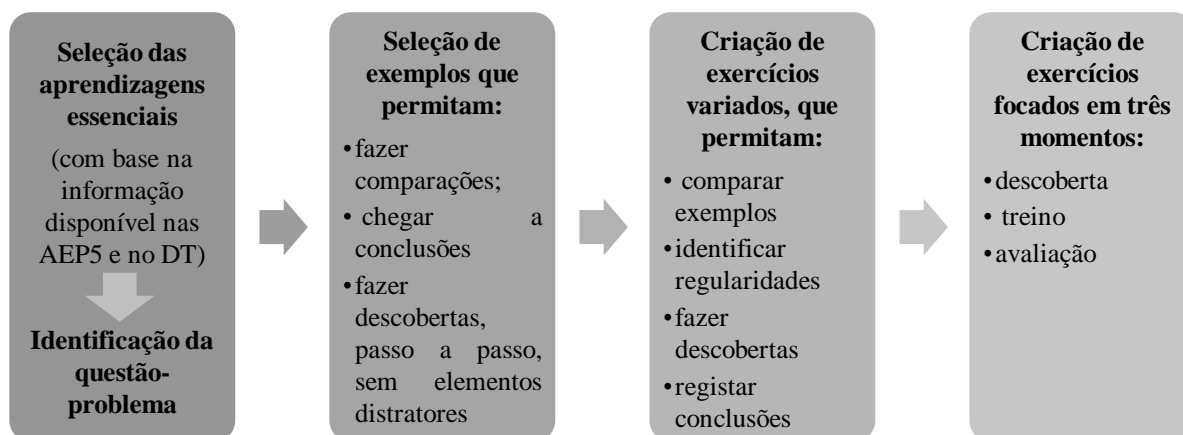 Seleção das
aprendizagens
essenciais
(com base na
informação
disponível nas
AEP5 e no DT)
Identificação da
questão-
problema
Seleção de
exemplos que
permitam:
•fazer
comparações;
• chegar a
conclusões
•fazer
descobertas,
passo a passo,
sem elementos
distratores
Criação de
exercícios
variados, que
permitam:
• comparar
exemplos
•identificar
regularidades
•fazer
descobertas
•registar
conclusões
Criação de
exercícios
focados em três
momentos:
•descoberta
• treino
•avaliação